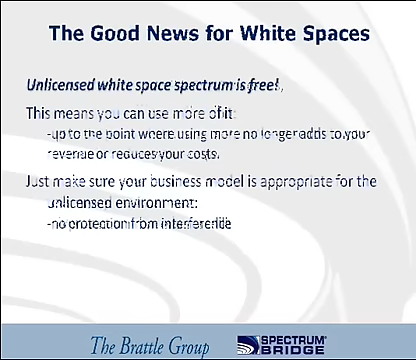 The Good News for White Spaces
Unlicensed white space spectrum is free!,
This means you can use more of it:
-up to the point where using more no longer adds to your
revenue or reduces your costs.
Just make sure your business model is appropriate for the
unlicensed environment:
-no protection from interference
The Brattle Group
SPECTRUM
BRIDGE